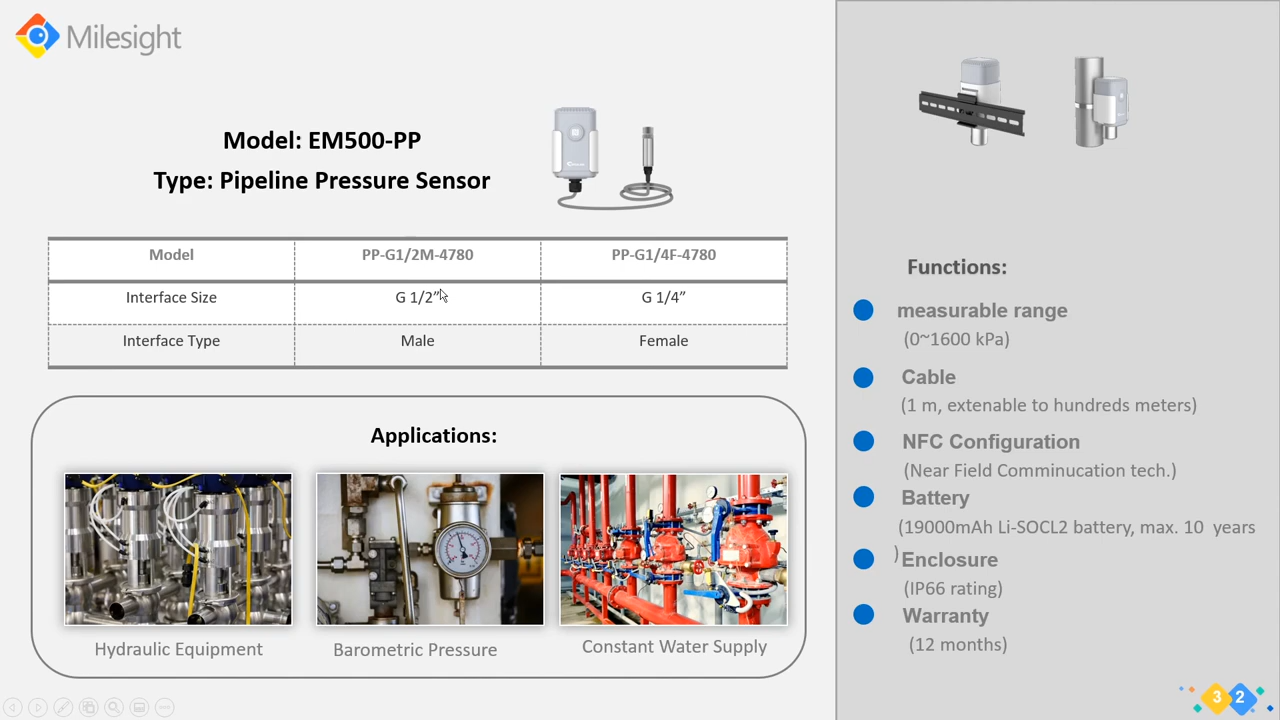 Milesight
Model: EM500-PP
Type: Pipeline Pressure Sensor
Model PP-G1/2M-4780 PP-G1/4F-4780
Interface Size G 1/2” G 1/4”
Interface Type Male Female
Applications:
Hydraulic Equipment Barometric Pressure Constant Water Supply
Functions:
measurable range
(0~1600 kPa)
Cable
(1 m, extenable to hundreds meters)
NFC Configuration
(Near Field Comminucation tech.)
Battery
(19000mAh Li-SOCL2 battery, max. 10 years
)
Enclosure
(IP66 rating)
Warranty
(12 months)
3 2